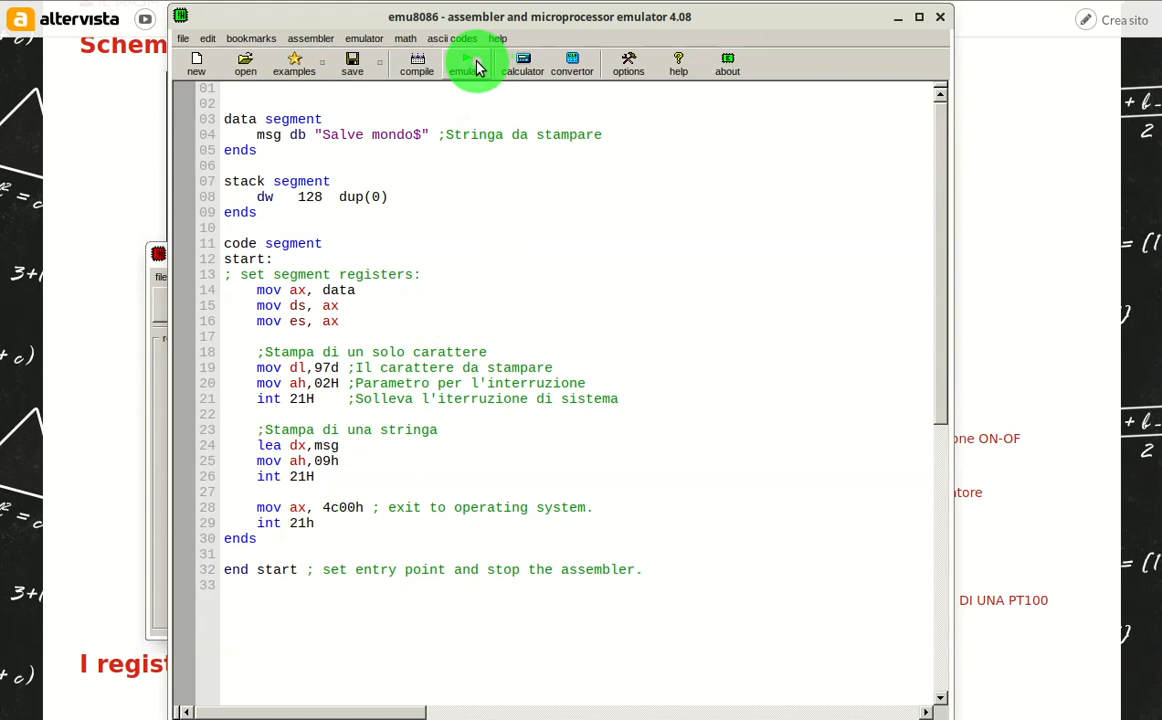 altervista
Crea sito
Schem
emu8086 - assembler and microprocessor emulator 4.08
file edit bookmarks assembler emulator math ascii codes help
new open examples save compile emulate calculator convertor options help about
01
02
03 data segment
04 msg db "Salve mondo$" ;Stringa da stampare
05 ends
06
07 stack segment
08 dw 128 dup(0)
09 ends
10
11 code segment
12 start:
13 ; set segment registers:
14 mov ax, data
15 mov ds, ax
16 mov es, ax
17
18 ;Stampa di un solo carattere
19 mov dl,97d ;Il carattere da stampare
20 mov ah,02H ;Parametro per l'interruzione
21 int 21H ;Solleva l'iterruzione di sistema
22
23 ;Stampa di una stringa
24 lea dx,msg
25 mov ah,09h
26 int 21H
27
28 mov ax, 4c00h ; exit to operating system.
29 int 21h
30 ends
31
32 end start ; set entry point and stop the assembler.
33
file
one ON-OF
atore
DI UNA PT100
I regist